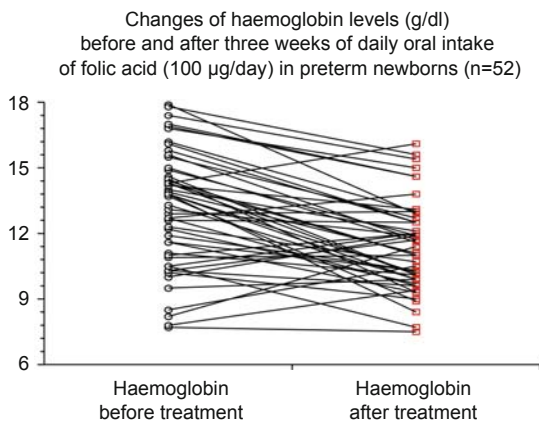 Changes of haemoglobin levels (g/dl)
before and after three weeks of daily oral intake
of folic acid (100 µg/day) in preterm newborns (n=52)
18
15
12
9
6
Haemoglobin
before treatment
Haemoglobin
after treatment